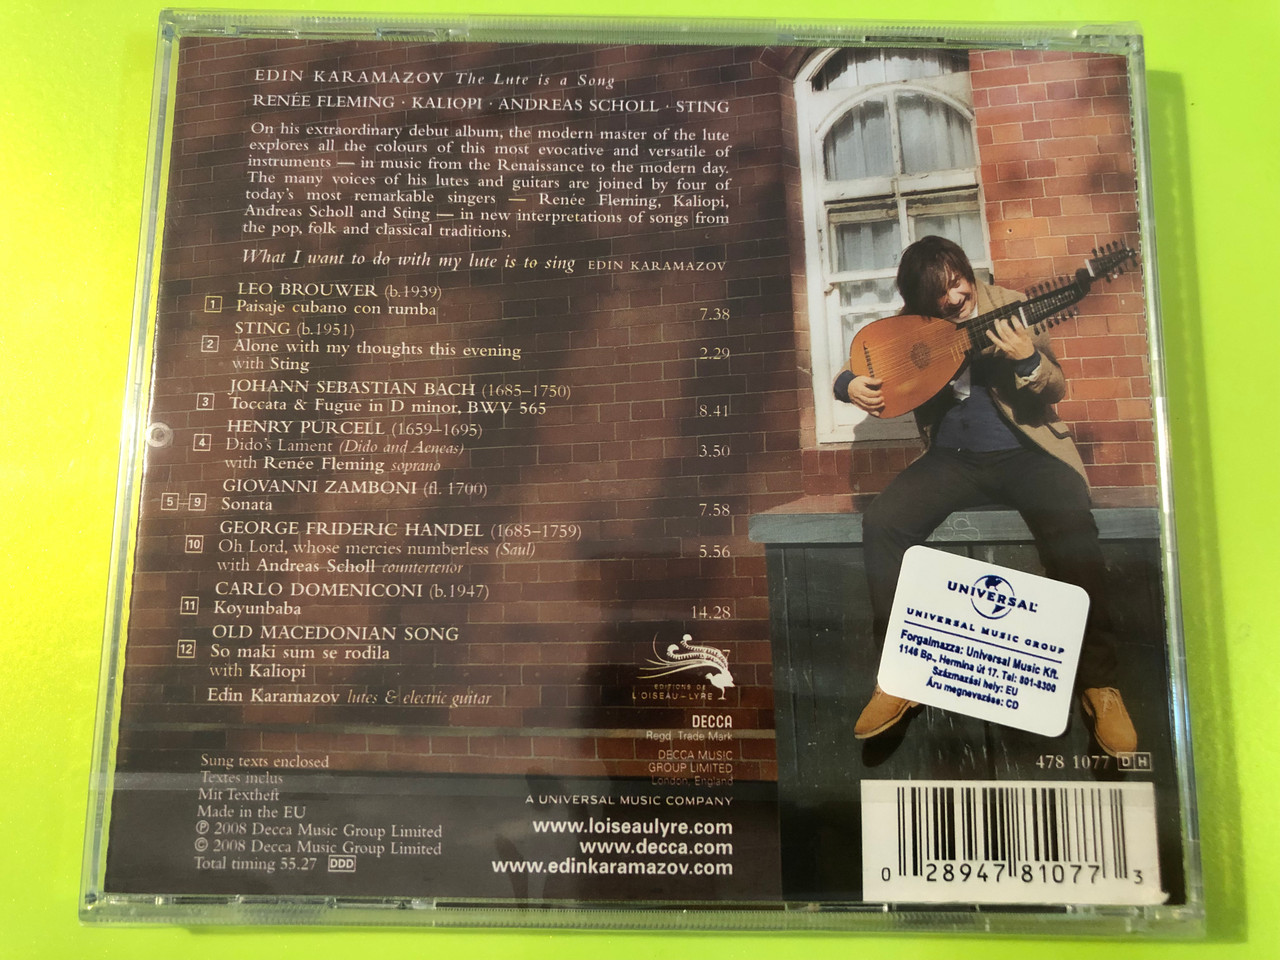 EDIN KARAMAZOV The Lute is a Song
RENÉE FLEMING · KALIOPI · ANDREAS SCHOLL · STING
On his extraordinary debut album, the modern master of the lute
explores all the colours of this most evocative and versatile of
instruments — in music from the Renaissance to the modern day.
The many voices of his lutes and guitars are joined by four of
today's most remarkable singers — Renée Fleming, Kaliopi,
Andreas Scholl and Sting — in new interpretations of songs from
the pop, folk and classical traditions.
What I want to do with my lute is to sing EDIN KARAMAZOV
LEO BROUWER (b.1939)
1 Paisaje cubano con rumba 7.38
STING (b.1951)
2 Alone with my thoughts this evening 2.29
with Sting
JOHANN SEBASTIAN BACH (1685–1750)
3 Toccata & Fugue in D minor, BWV 565 8.41
HENRY PURCELL (1659–1695)
4 Dido's Lament (Dido and Aeneas) 3.50
with Renée Fleming soprano
GIOVANNI ZAMBONI (fl. 1700)
5–9 Sonata 7.58
GEORGE FRIDERIC HANDEL (1685–1759)
10 Oh Lord, whose mercies numberless (Saul) 5.56
with Andreas Scholl countertenor
CARLO DOMENICONI (b.1947)
11 Koyunbaba 14.28
OLD MACEDONIAN SONG
12 So maki sum se rodila
with Kaliopi
Edin Karamazov lutes & electric guitar
EDITIONS DE
L'OISEAU-LYRE
DECCA
Regd. Trade Mark
DECCA MUSIC
GROUP LIMITED
London, England
A UNIVERSAL MUSIC COMPANY
www.loiseaulyre.com
www.decca.com
www.edinkaramazov.com
Sung texts enclosed
Textes inclus
Mit Textheft
Made in the EU
℗ 2008 Decca Music Group Limited
© 2008 Decca Music Group Limited
Total timing 55.27 DDD
UNIVERSAL
UNIVERSAL MUSIC GROUP
Forgalmazza: Universal Music Kft.
1146 Bp., Hermina út 17. Tel: 801-8300
Származási hely: EU
Áru megnevezése: CD
478 1077 DH
0 28947 81077 3